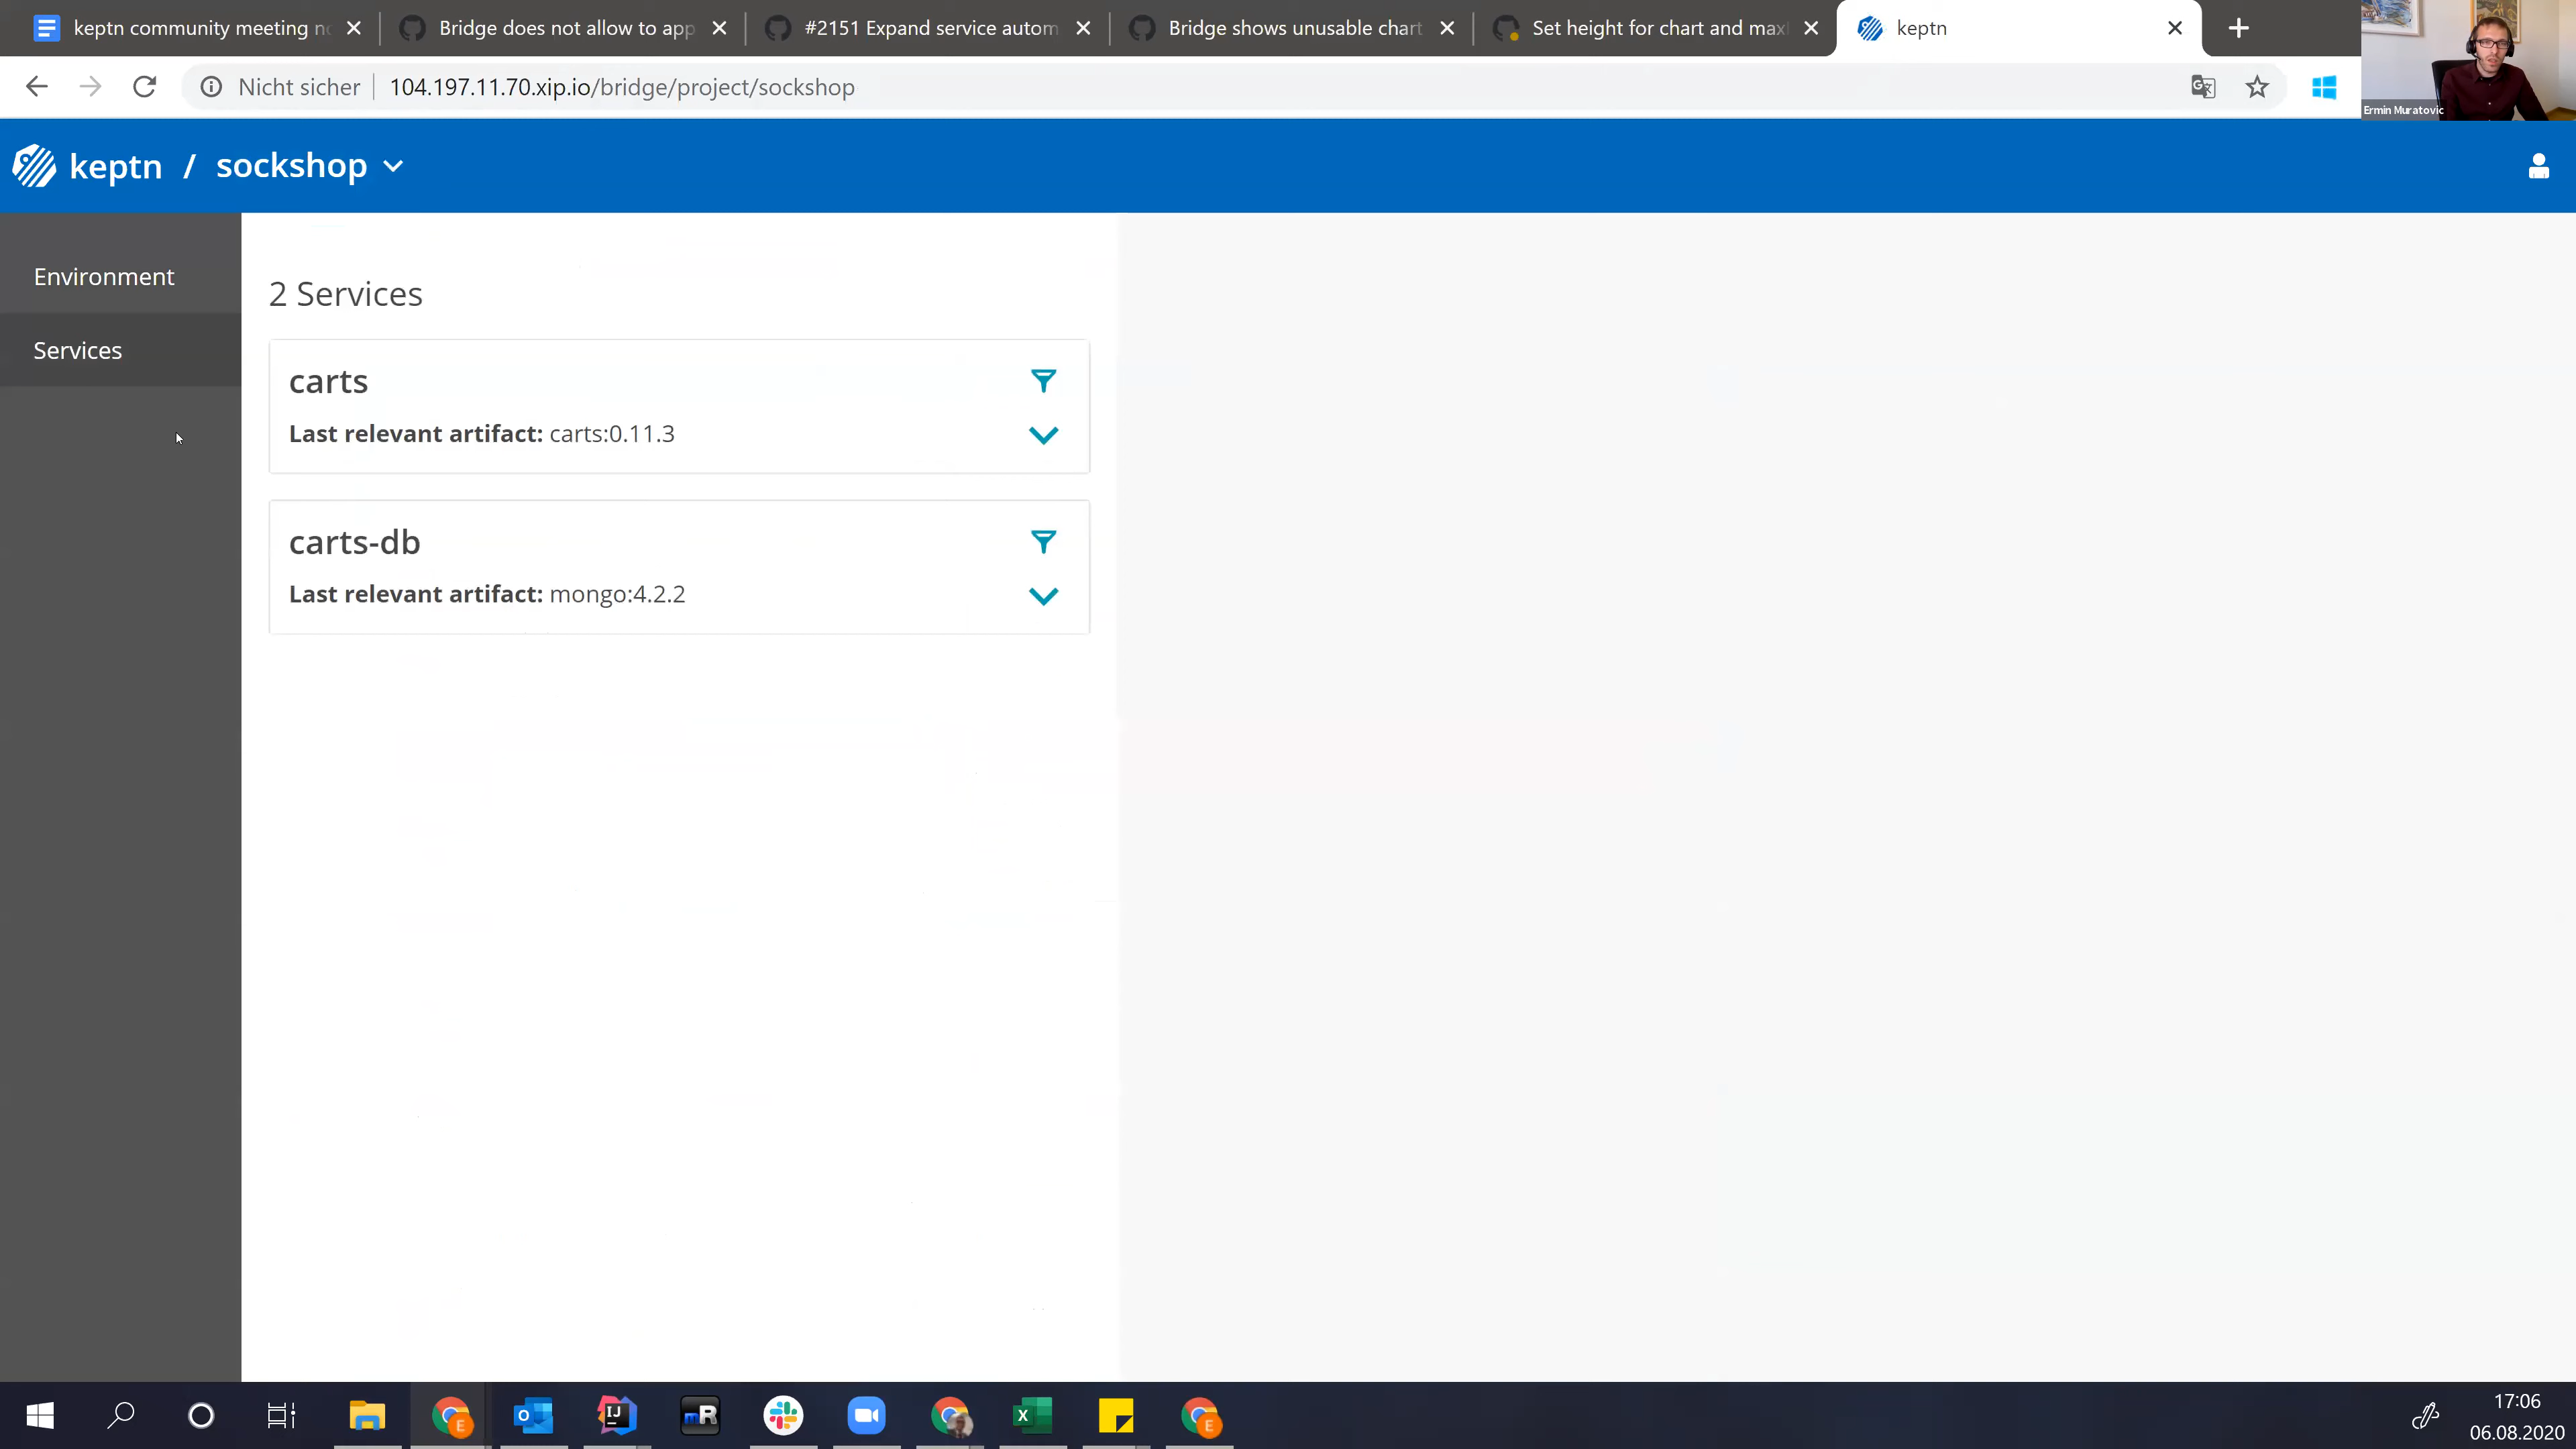 keptn community meeting n
Bridge does not allow to app
#2151 Expand service autom
Bridge shows unusable chart
Set height for chart and max
keptn
Nicht sicher
104.197.11.70.xip.io/bridge/project/sockshop
Ermin Muratovic
keptn / sockshop
Environment
Services
2 Services
carts
Last relevant artifact: carts:0.11.3
carts-db
Last relevant artifact: mongo:4.2.2
17:06
06.08.2020